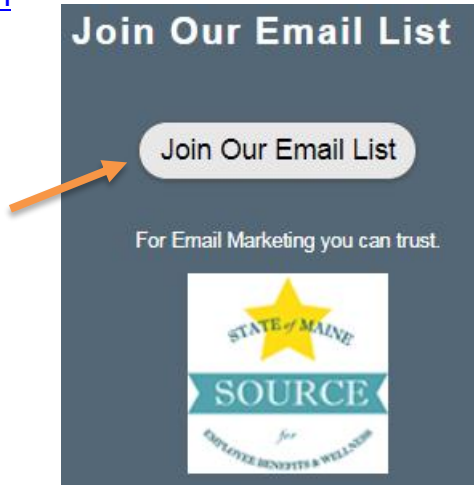 Join Our Email List
Join Our Email List
For Email Marketing you can trust.
STATE of MAINE
SOURCE
for
EMPLOYEE BENEFITS & WELLNESS